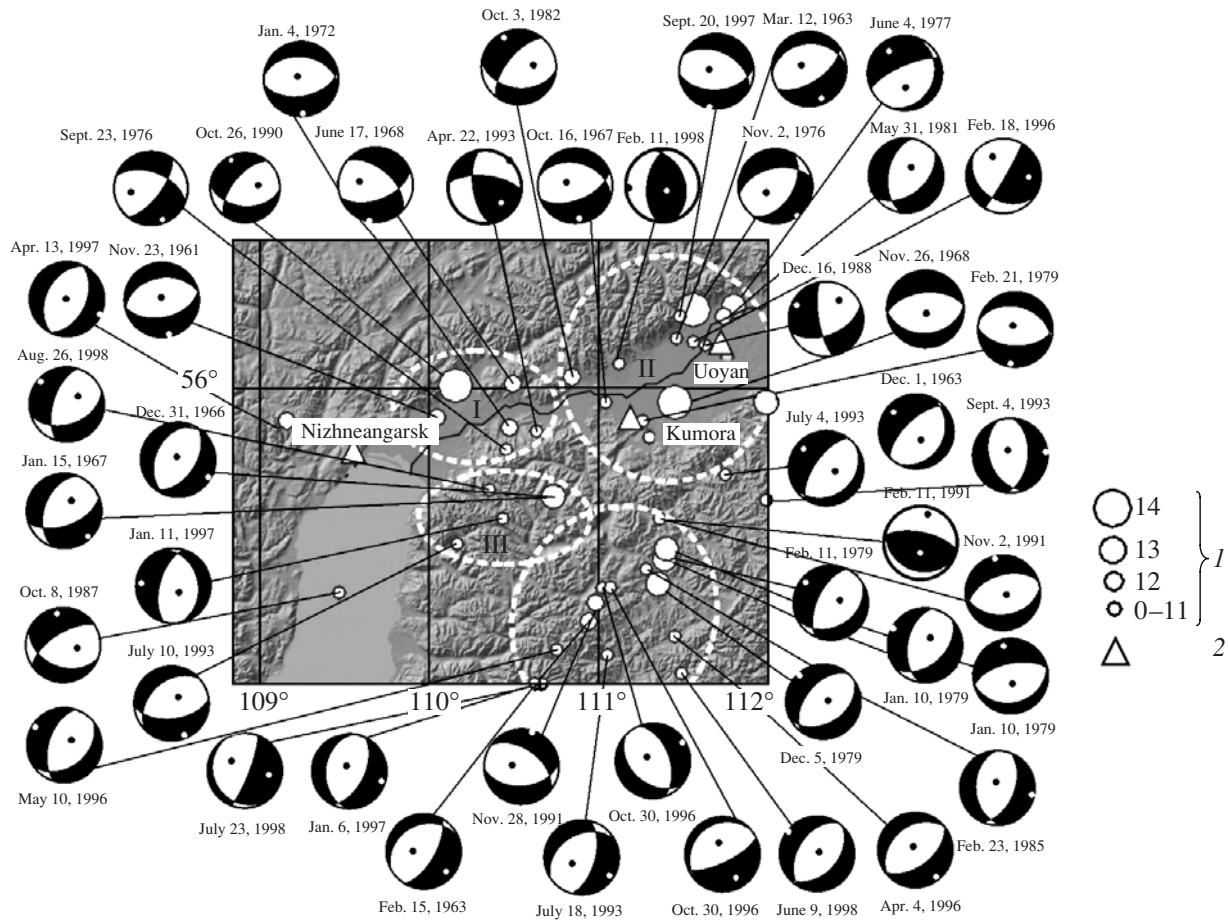 Oct. 3, 1982
Sept. 20, 1997
Mar. 12, 1963
June 4, 1977
Jan. 4, 1972
Sept. 23, 1976
Oct. 26, 1990
June 17, 1968
Apr. 22, 1993
Oct. 16, 1967
Feb. 11, 1998
Nov. 2, 1976
May 31, 1981
Feb. 18, 1996
Apr. 13, 1997
Nov. 23, 1961
Dec. 16, 1988
Nov. 26, 1968
Feb. 21, 1979
Aug. 26, 1998
56°
II
Uoyan
I
Dec. 31, 1966
Nizhneangarsk
Kumora
Dec. 1, 1963
July 4, 1993
Sept. 4, 1993
Jan. 15, 1967
Feb. 11, 1991
Jan. 11, 1997
III
Feb. 11, 1979
Nov. 2, 1991
14
13
12
0–11
1
2
Oct. 8, 1987
July 10, 1993
109°
110°
111°
112°
Jan. 10, 1979
Jan. 10, 1979
Dec. 5, 1979
May 10, 1996
July 23, 1998
Jan. 6, 1997
Nov. 28, 1991
Oct. 30, 1996
Feb. 23, 1985
Feb. 15, 1963
July 18, 1993
Oct. 30, 1996
June 9, 1998
Apr. 4, 1996